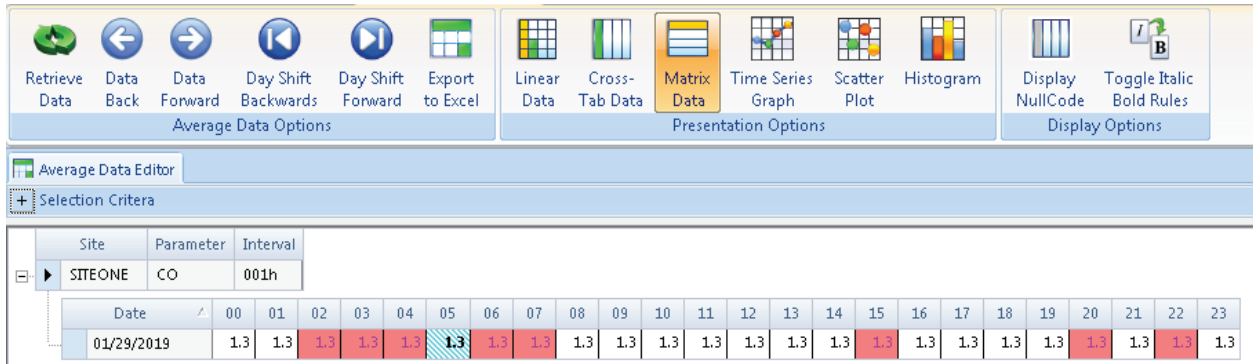 Retrieve Data Day Shift Day Shift Export Linear Cross- Matrix Time Series Scatter Histogram Display Toggle Italic
Data Back Forward Backwards Forward to Excel Data Tab Data Data Graph Plot NullCode Bold Rules
Average Data Options Presentation Options Display Options
Average Data Editor
+ Selection Critera
Site Parameter Interval
SITEONE CO 001h
Date 00 01 02 03 04 05 06 07 08 09 10 11 12 13 14 15 16 17 18 19 20 21 22 23
01/29/2019 1.3 1.3 1.3 1.3 1.3 1.3 1.3 1.3 1.3 1.3 1.3 1.3 1.3 1.3 1.3 1.3 1.3 1.3 1.3 1.3 1.3 1.3 1.3 1.3